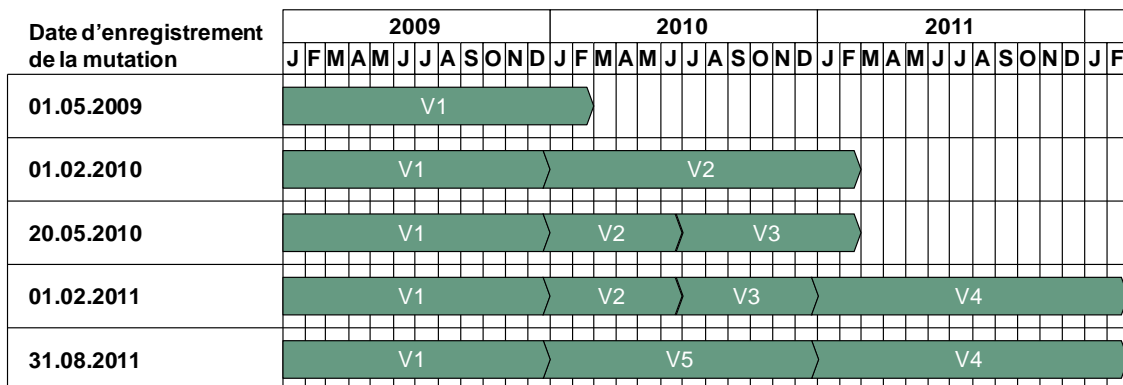 Date d'enregistrement
de la mutation
2009 2010 2011
J F M A M J J A S O N D J F M A M J J A S O N D J F M A M J J A S O N D J F
01.05.2009 V1
01.02.2010 V1 V2
20.05.2010 V1 V2 V3
01.02.2011 V1 V2 V3 V4
31.08.2011 V1 V5 V4